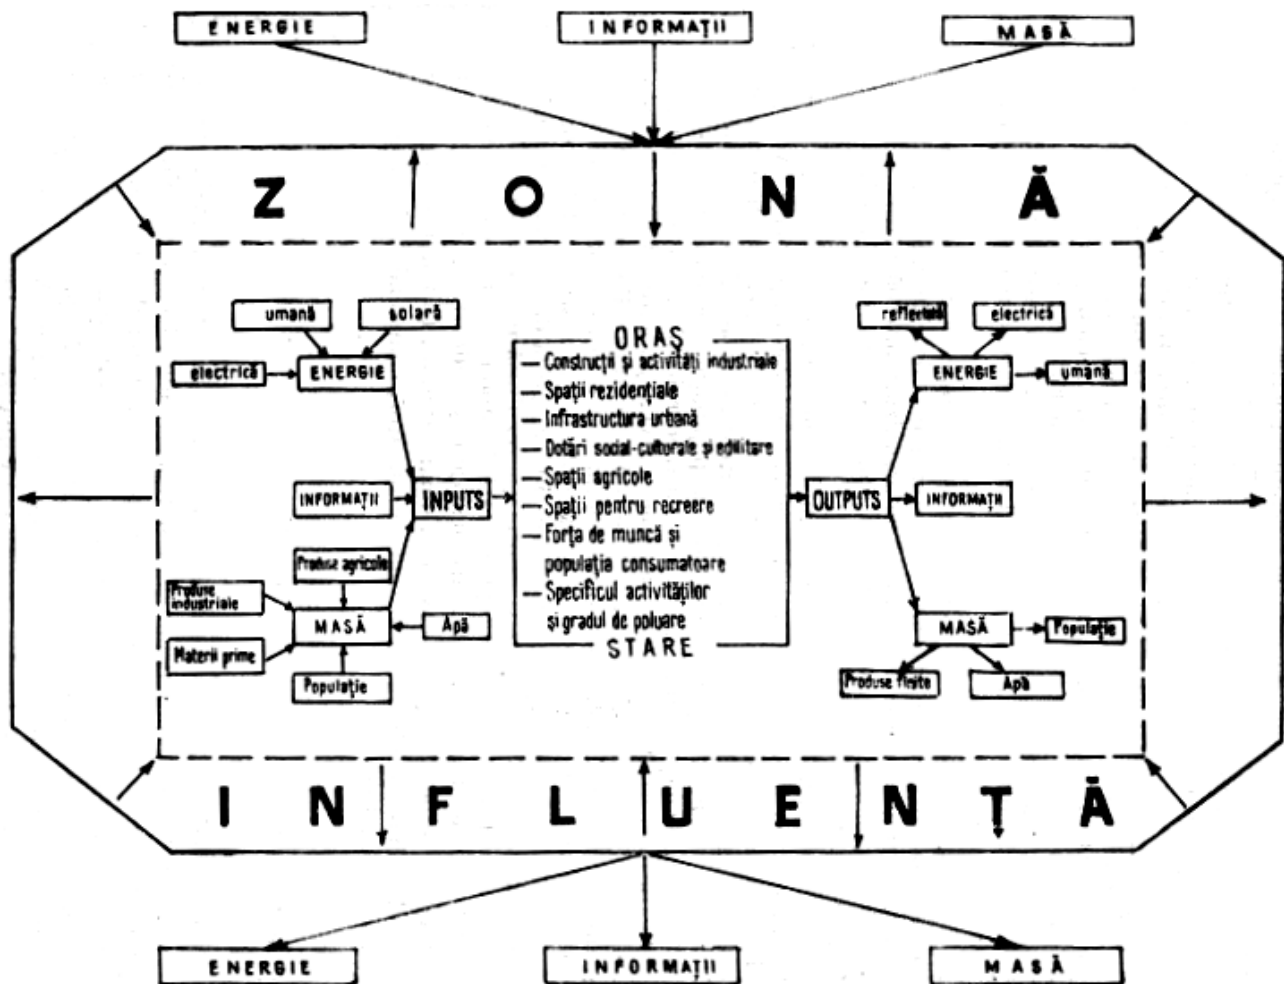 ENERGIE
INFORMAȚII
MASĂ
ZONĂ
umană
solară
electrică
ENERGIE
INFORMAȚII
INPUTS
Produse agricole
Produse
industriale
MASĂ
Apă
Materii prime
Populație
ORAȘ
— Construcții și activități industriale
— Spații rezidențiale
— Infrastructura urbană
— Dotări social-culturale și edilitare
— Spații agricole
— Spații pentru recreere
— Forța de muncă și
populația consumatoare
— Specificul activităților
și gradul de poluare
STARE
reflectată
electrică
ENERGIE
umană
OUTPUTS
INFORMAȚII
MASĂ
Populație
Produse finite
Apă
INFLUENȚĂ
ENERGIE
INFORMAȚII
MASĂ